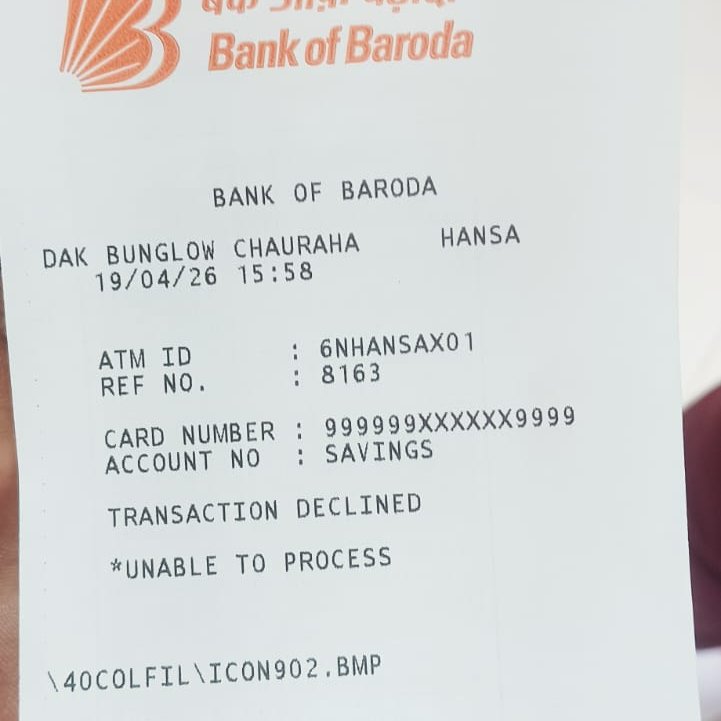 Bank of Baroda
BANK OF BARODA
DAK BUNGLOW CHAURAHA HANSA
19/04/26 15:58
ATM ID : 6NHANSAX01
REF NO. : 8163
CARD NUMBER : 999999XXXXXX9999
ACCOUNT NO : SAVINGS
TRANSACTION DECLINED
*UNABLE TO PROCESS
\40COLFIL\ICON902.BMP